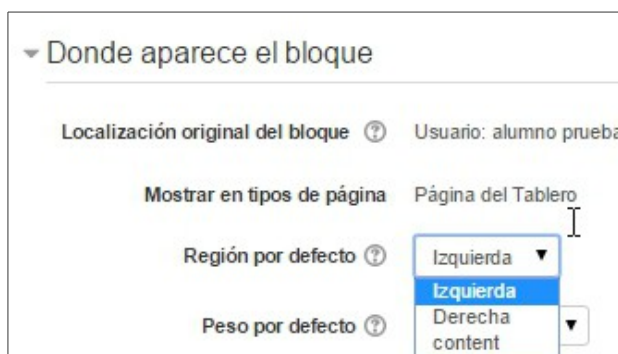 Donde aparece el bloque
Localización original del bloque Usuario: alumno prueba
Mostrar en tipos de página Página del Tablero
Región por defecto Izquierda
Izquierda
Derecha
Peso por defecto
content